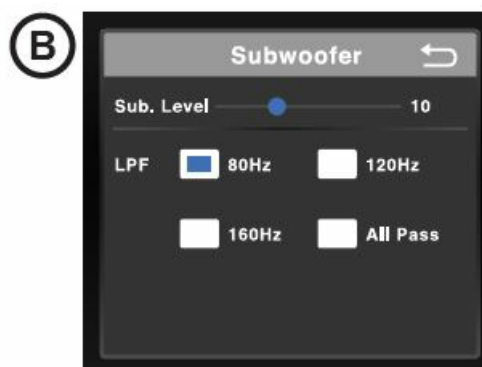 B
Subwoofer
Sub. Level 10
LPF 80Hz 120Hz
160Hz All Pass